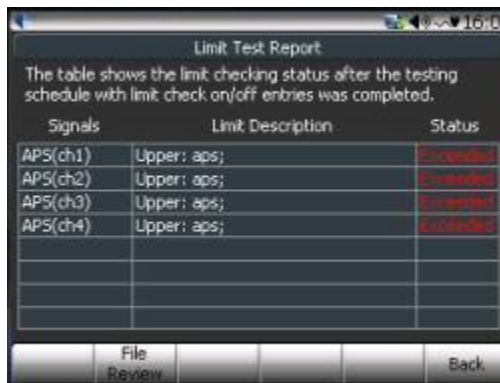 16:0
Limit Test Report
The table shows the limit checking status after the testing
schedule with limit check on/off entries was completed.
Signals Limit Description Status
APS(ch1) Upper: aps; Exceeded
APS(ch2) Upper: aps; Exceeded
APS(ch3) Upper: aps; Exceeded
APS(ch4) Upper: aps; Exceeded
File
Review
Back